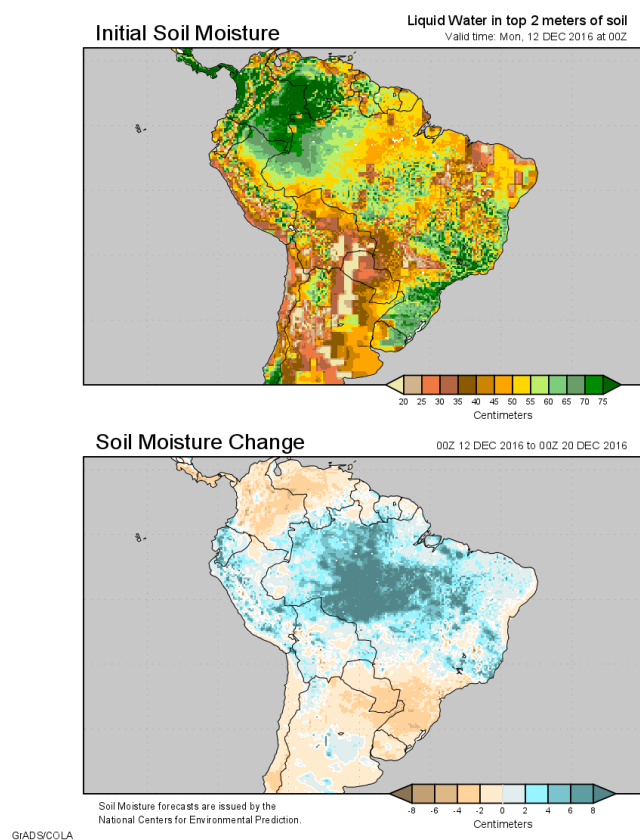 Initial Soil Moisture
Liquid Water in top 2 meters of soil
Valid time: Mon, 12 DEC 2016 at 00Z
20 25 30 35 40 45 50 55 60 65 70 75
Centimeters
Soil Moisture Change
00Z 12 DEC 2016 to 00Z 20 DEC 2016
-8 -6 -4 -2 0 2 4 6 8
Centimeters
Soil Moisture forecasts are issued by the
National Centers for Environmental Prediction.
GrADS/COLA